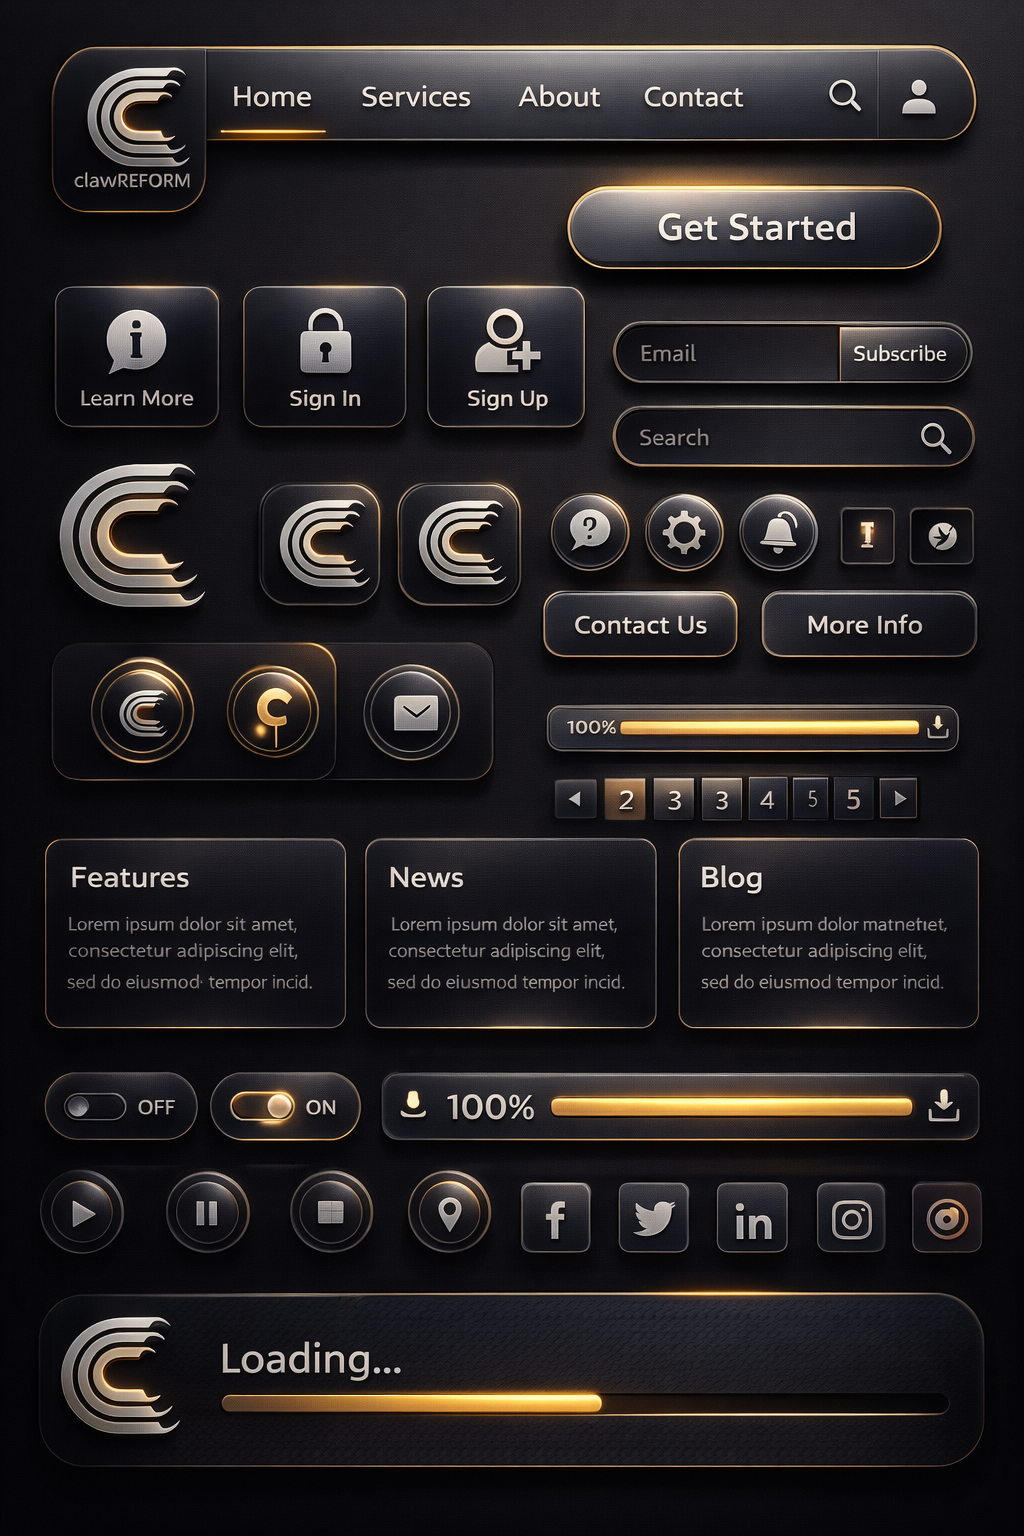 Home Services About Contact
clawREFORM
Get Started
Learn More
Sign In
Sign Up
Email
Subscribe
Search
?
Contact Us
More Info
100%
2 3 3 4 5 5
Features
Lorem ipsum dolor sit amet,
consectetur adipiscing elit,
sed do eiusmod· tempor incid.
News
Lorem ipsum dolor sit amet,
consectetur adipiscing elit,
sed do eiusmod tempor incid.
Blog
Lorem ipsum dolor
consectetur adipiscing elit,
sed do eiusmod tempor incid.
OFF
ON
100%
f
in
Loading...